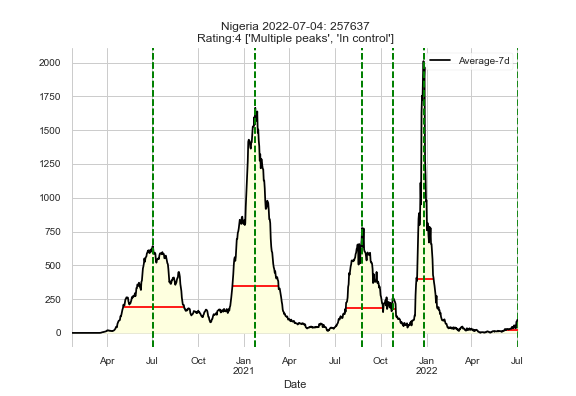 Nigeria 2022-07-04: 257637
Rating:4 ['Multiple peaks', 'In control']
Average-7d
2000
1750
1500
1250
1000
750
500
250
0
Apr Jul Oct Jan Apr Jul Oct Jan Apr Jul
2021 2022
Date